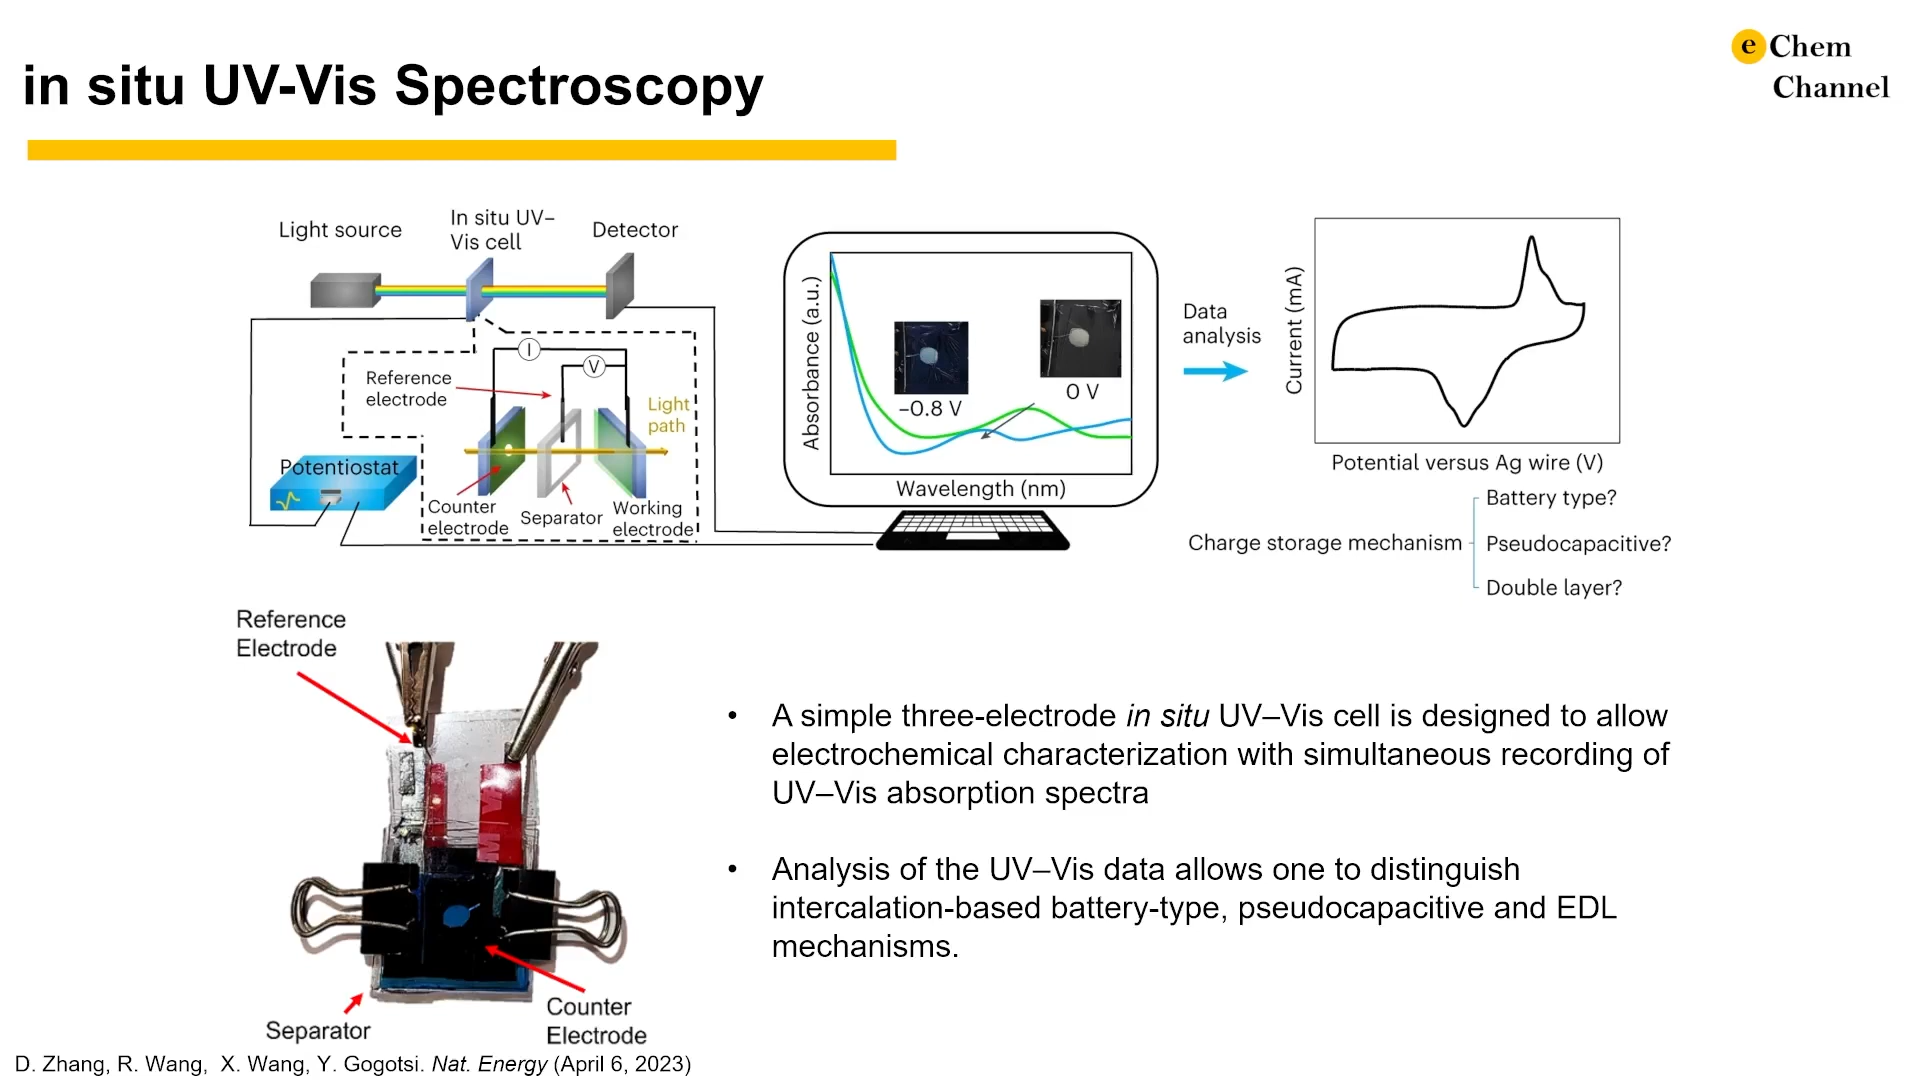 in situ UV-Vis Spectroscopy
e Chem
Channel
Light source
In situ UV–
Vis cell
Detector
I
V
Reference
electrode
Light
path
Potentiostat
Counter
electrode
Separator
Working
electrode
Absorbance (a.u.)
–0.8 V
0 V
Wavelength (nm)
Data
analysis
Current (mA)
Potential versus Ag wire (V)
Charge storage mechanism
Battery type?
Pseudocapacitive?
Double layer?
Reference
Electrode
Counter
Electrode
Separator
• A simple three-electrode in situ UV–Vis cell is designed to allow
electrochemical characterization with simultaneous recording of
UV–Vis absorption spectra
• Analysis of the UV–Vis data allows one to distinguish
intercalation-based battery-type, pseudocapacitive and EDL
mechanisms.
D. Zhang, R. Wang, X. Wang, Y. Gogotsi. Nat. Energy (April 6, 2023)